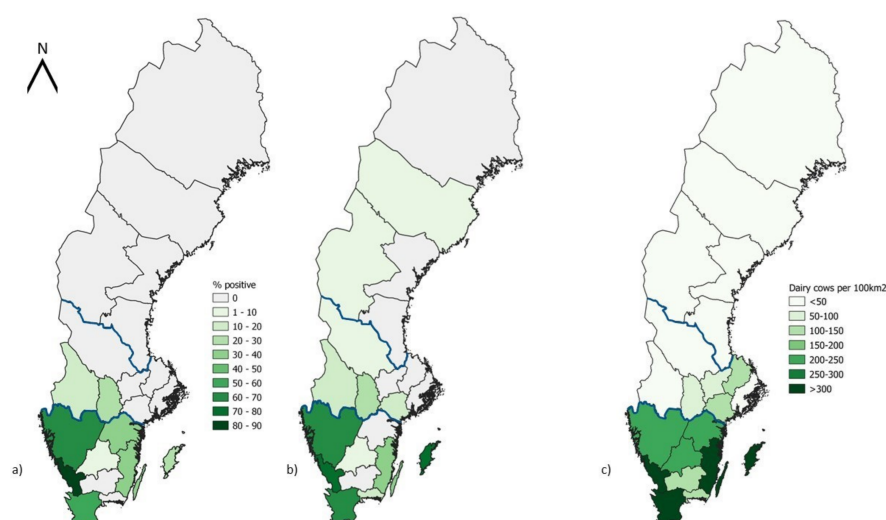 N
% positive
0
1 - 10
10 - 20
20 - 30
30 - 40
40 - 50
50 - 60
60 - 70
70 - 80
80 - 90
a)
b)
Dairy cows per 100km2
<50
50-100
100-150
150-200
200-250
250-300
>300
c)